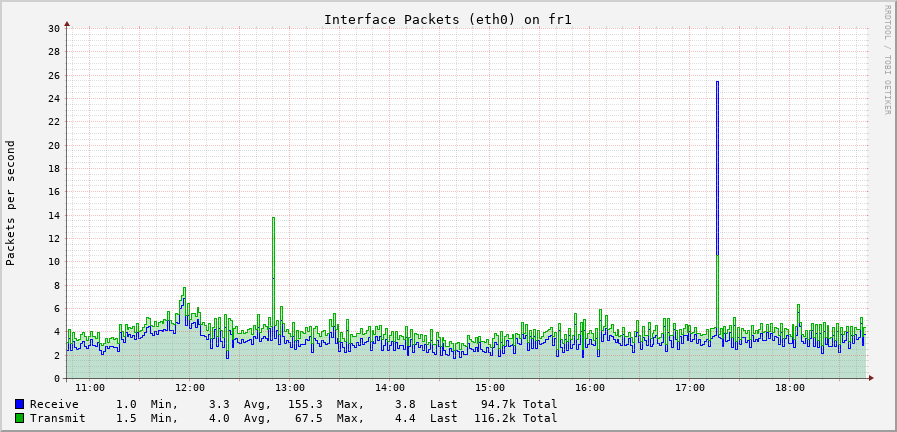 Interface Packets (eth0) on fr1
RRDTOOL / TOBI OETIKER
Packets per second
30
28
26
24
22
20
18
16
14
12
10
8
6
4
2
0
11:00 12:00 13:00 14:00 15:00 16:00 17:00 18:00
Receive 1.0 Min, 3.3 Avg, 155.3 Max, 3.8 Last 94.7k Total
Transmit 1.5 Min, 4.0 Avg, 67.5 Max, 4.4 Last 116.2k Total